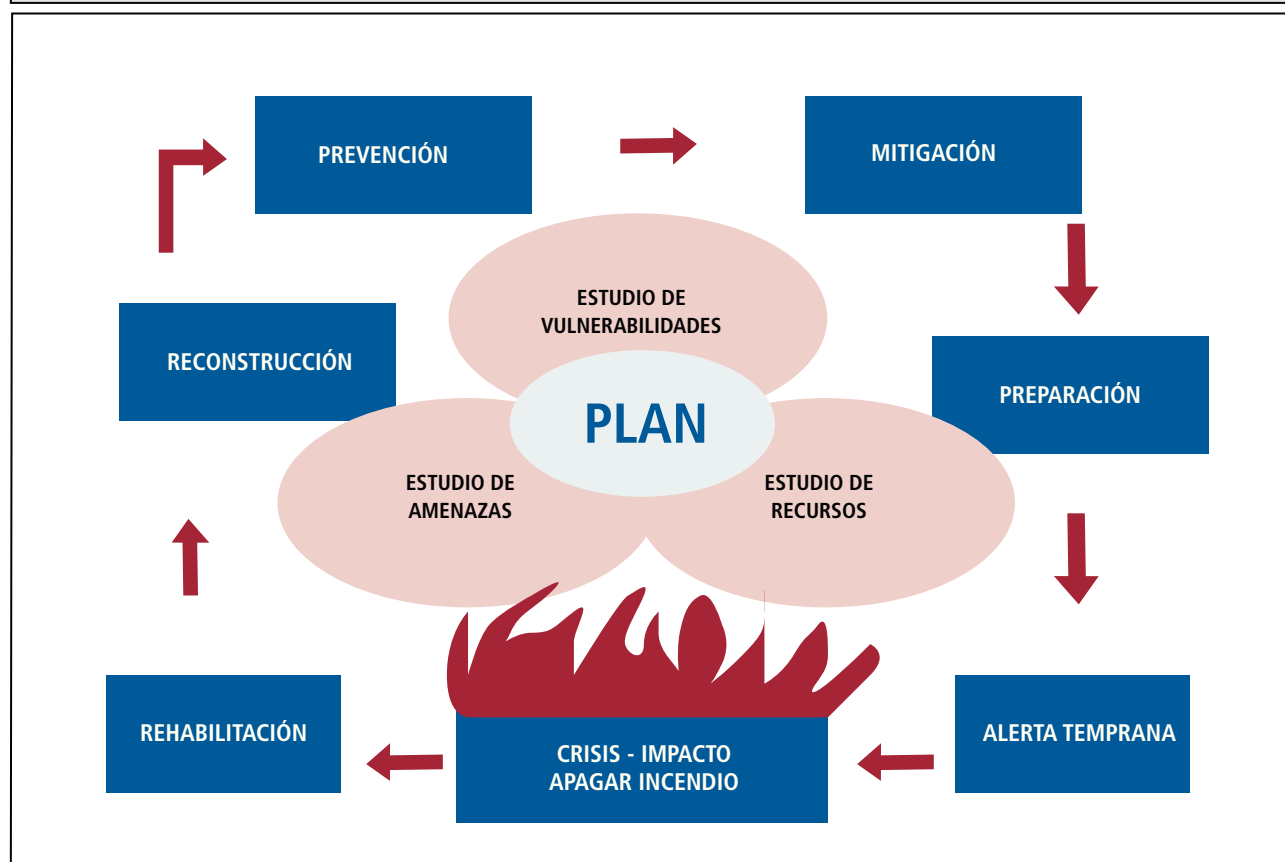 PREVENCIÓN
MITIGACIÓN
ESTUDIO DE
VULNERABILIDADES
RECONSTRUCCIÓN
PREPARACIÓN
PLAN
ESTUDIO DE
AMENAZAS
ESTUDIO DE
RECURSOS
REHABILITACIÓN
CRISIS - IMPACTO
APAGAR INCENDIO
ALERTA TEMPRANA